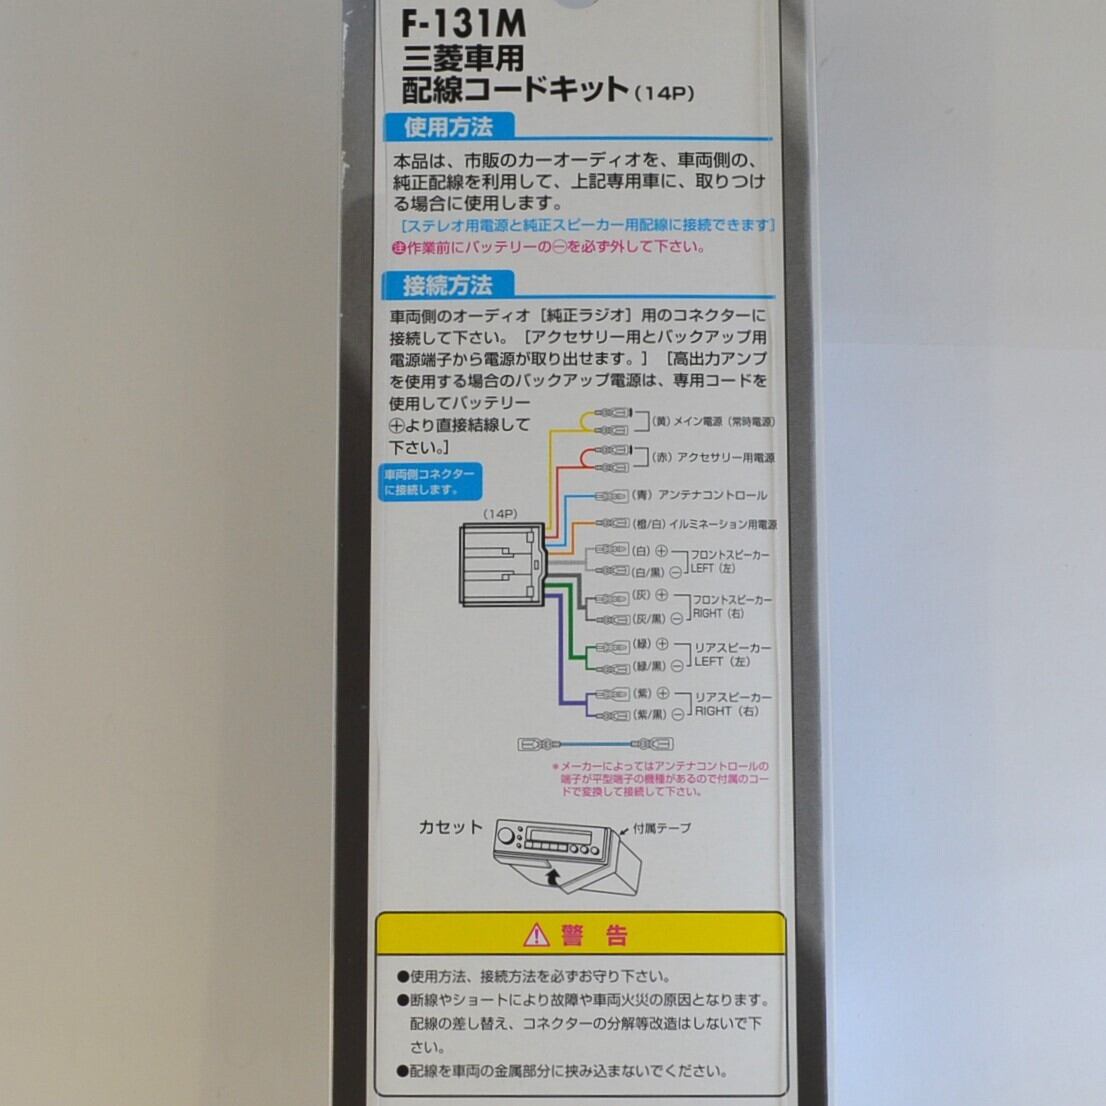 F-131M
三菱車用
配線コードキット(14P)
使用方法
本品は、市販のカーオーディオを、車両側の、
純正配線を利用して、上記専用車に、取りつけ
る場合に使用します。
[ステレオ用電源と純正スピーカー用配線に接続できます]
㊟作業前にバッテリーの㊀を必ず外して下さい。
接続方法
車両側のオーディオ[純正ラジオ]用のコネクターに
接続して下さい。[アクセサリー用とバックアップ用
電源端子から電源が取り出せます。][高出力アンプ
を使用する場合のバックアップ電源は、専用コードを
使用してバッテリー
⊕より直接結線して
下さい。]
車両側コネクター
に接続します。
(14P)
(黄)メイン電源(常時電源)
(赤)アクセサリー用電源
(青)アンテナコントロール
(橙/白)イルミネーション用電源
(白)⊕
(白/黒)⊖
フロントスピーカー
LEFT(左)
(灰)⊕
(灰/黒)⊖
フロントスピーカー
RIGHT(右)
(緑)⊕
(緑/黒)⊖
リアスピーカー
LEFT(左)
(紫)⊕
(紫/黒)⊖
リアスピーカー
RIGHT(右)
*メーカーによってはアンテナコントロールの
端子が平型端子の機種があるので付属のコー
ドで変換して接続して下さい。
カセット
付属テープ
警告
●使用方法、接続方法を必ずお守り下さい。
●断線やショートにより故障や車両火災の原因となります。
配線の差し替え、コネクターの分解等改造はしないで下
さい。
●配線を車両の金属部分に挟み込まないでください。